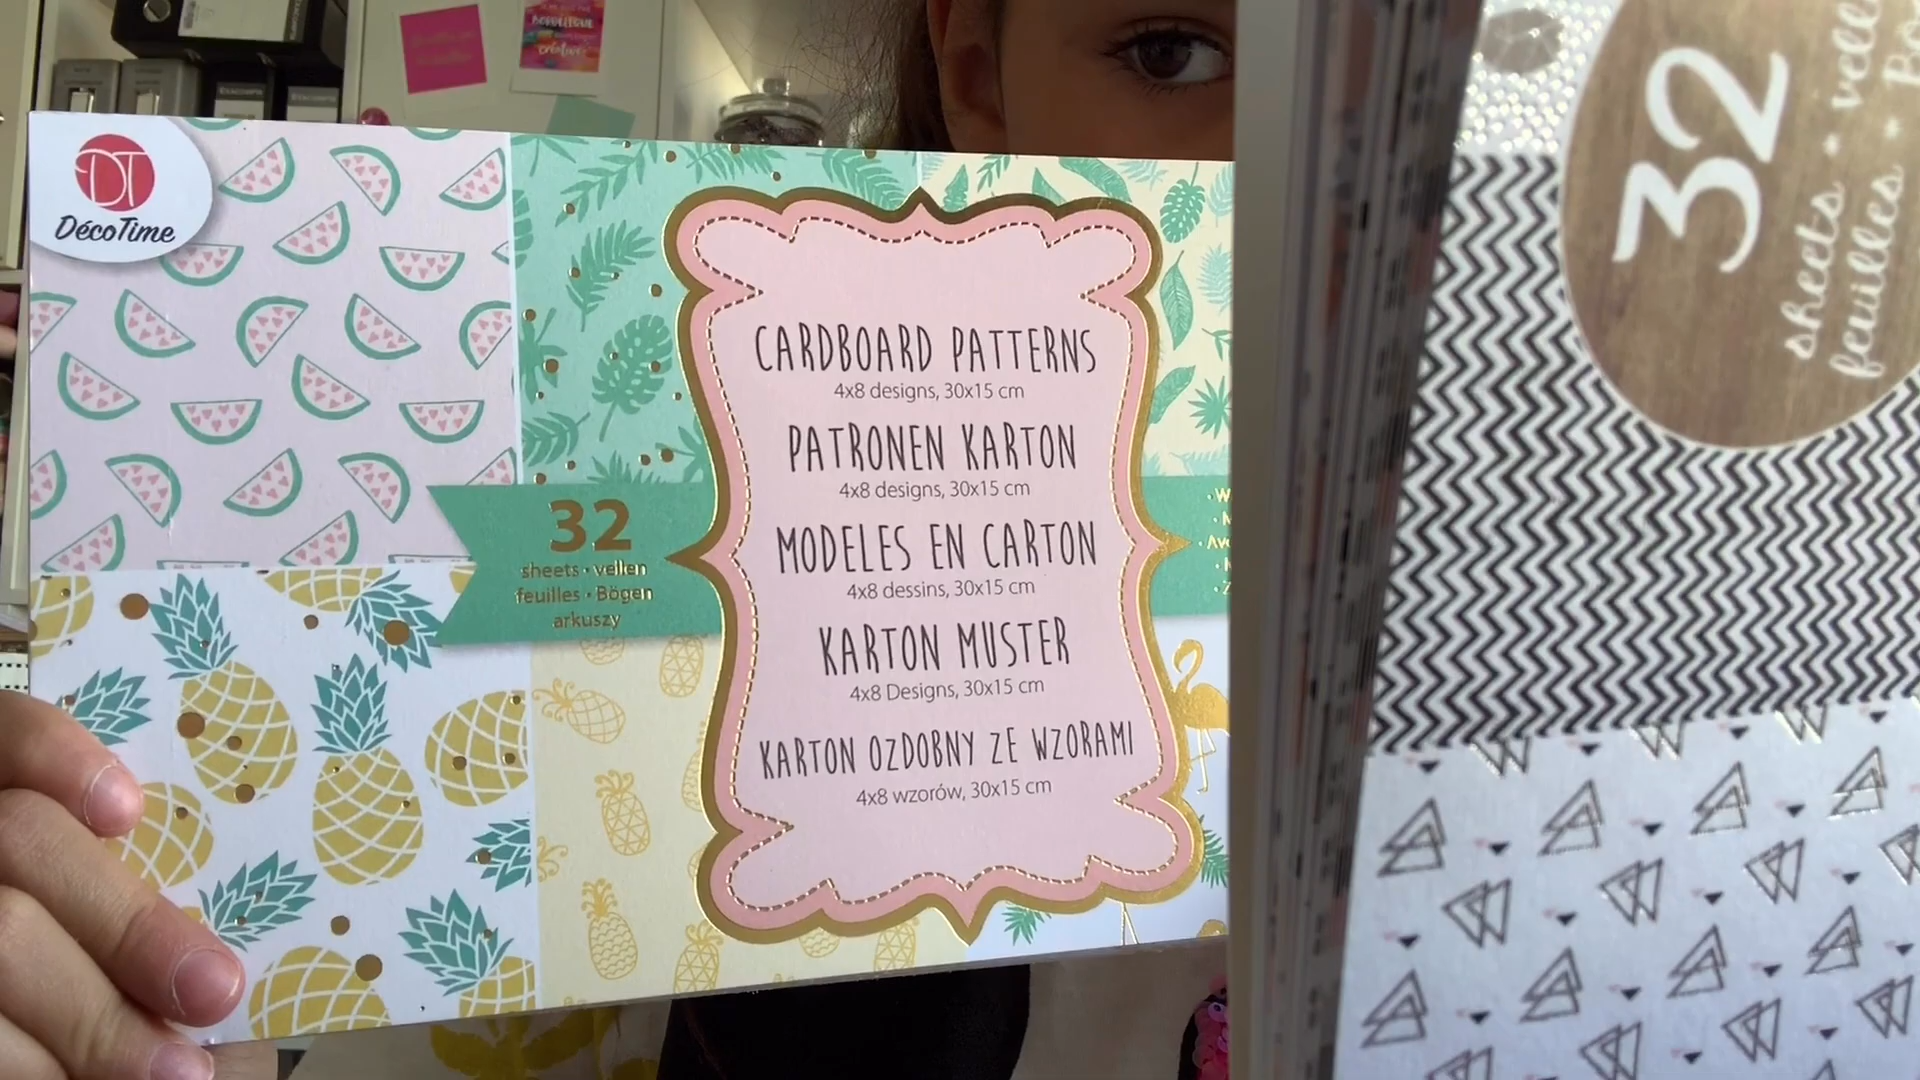 DT
DécoTime
CARDBOARD PATTERNS
4x8 designs, 30x15 cm
PATRONEN KARTON
4x8 designs, 30x15 cm
MODELES EN CARTON
4x8 dessins, 30x15 cm
KARTON MUSTER
4x8 Designs, 30x15 cm
KARTON OZDOBNY ZE WZORAMI
4x8 wzorów, 30x15 cm
32
sheets · vellen
feuilles · Bögen
arkuszy
32
sheets
feuilles